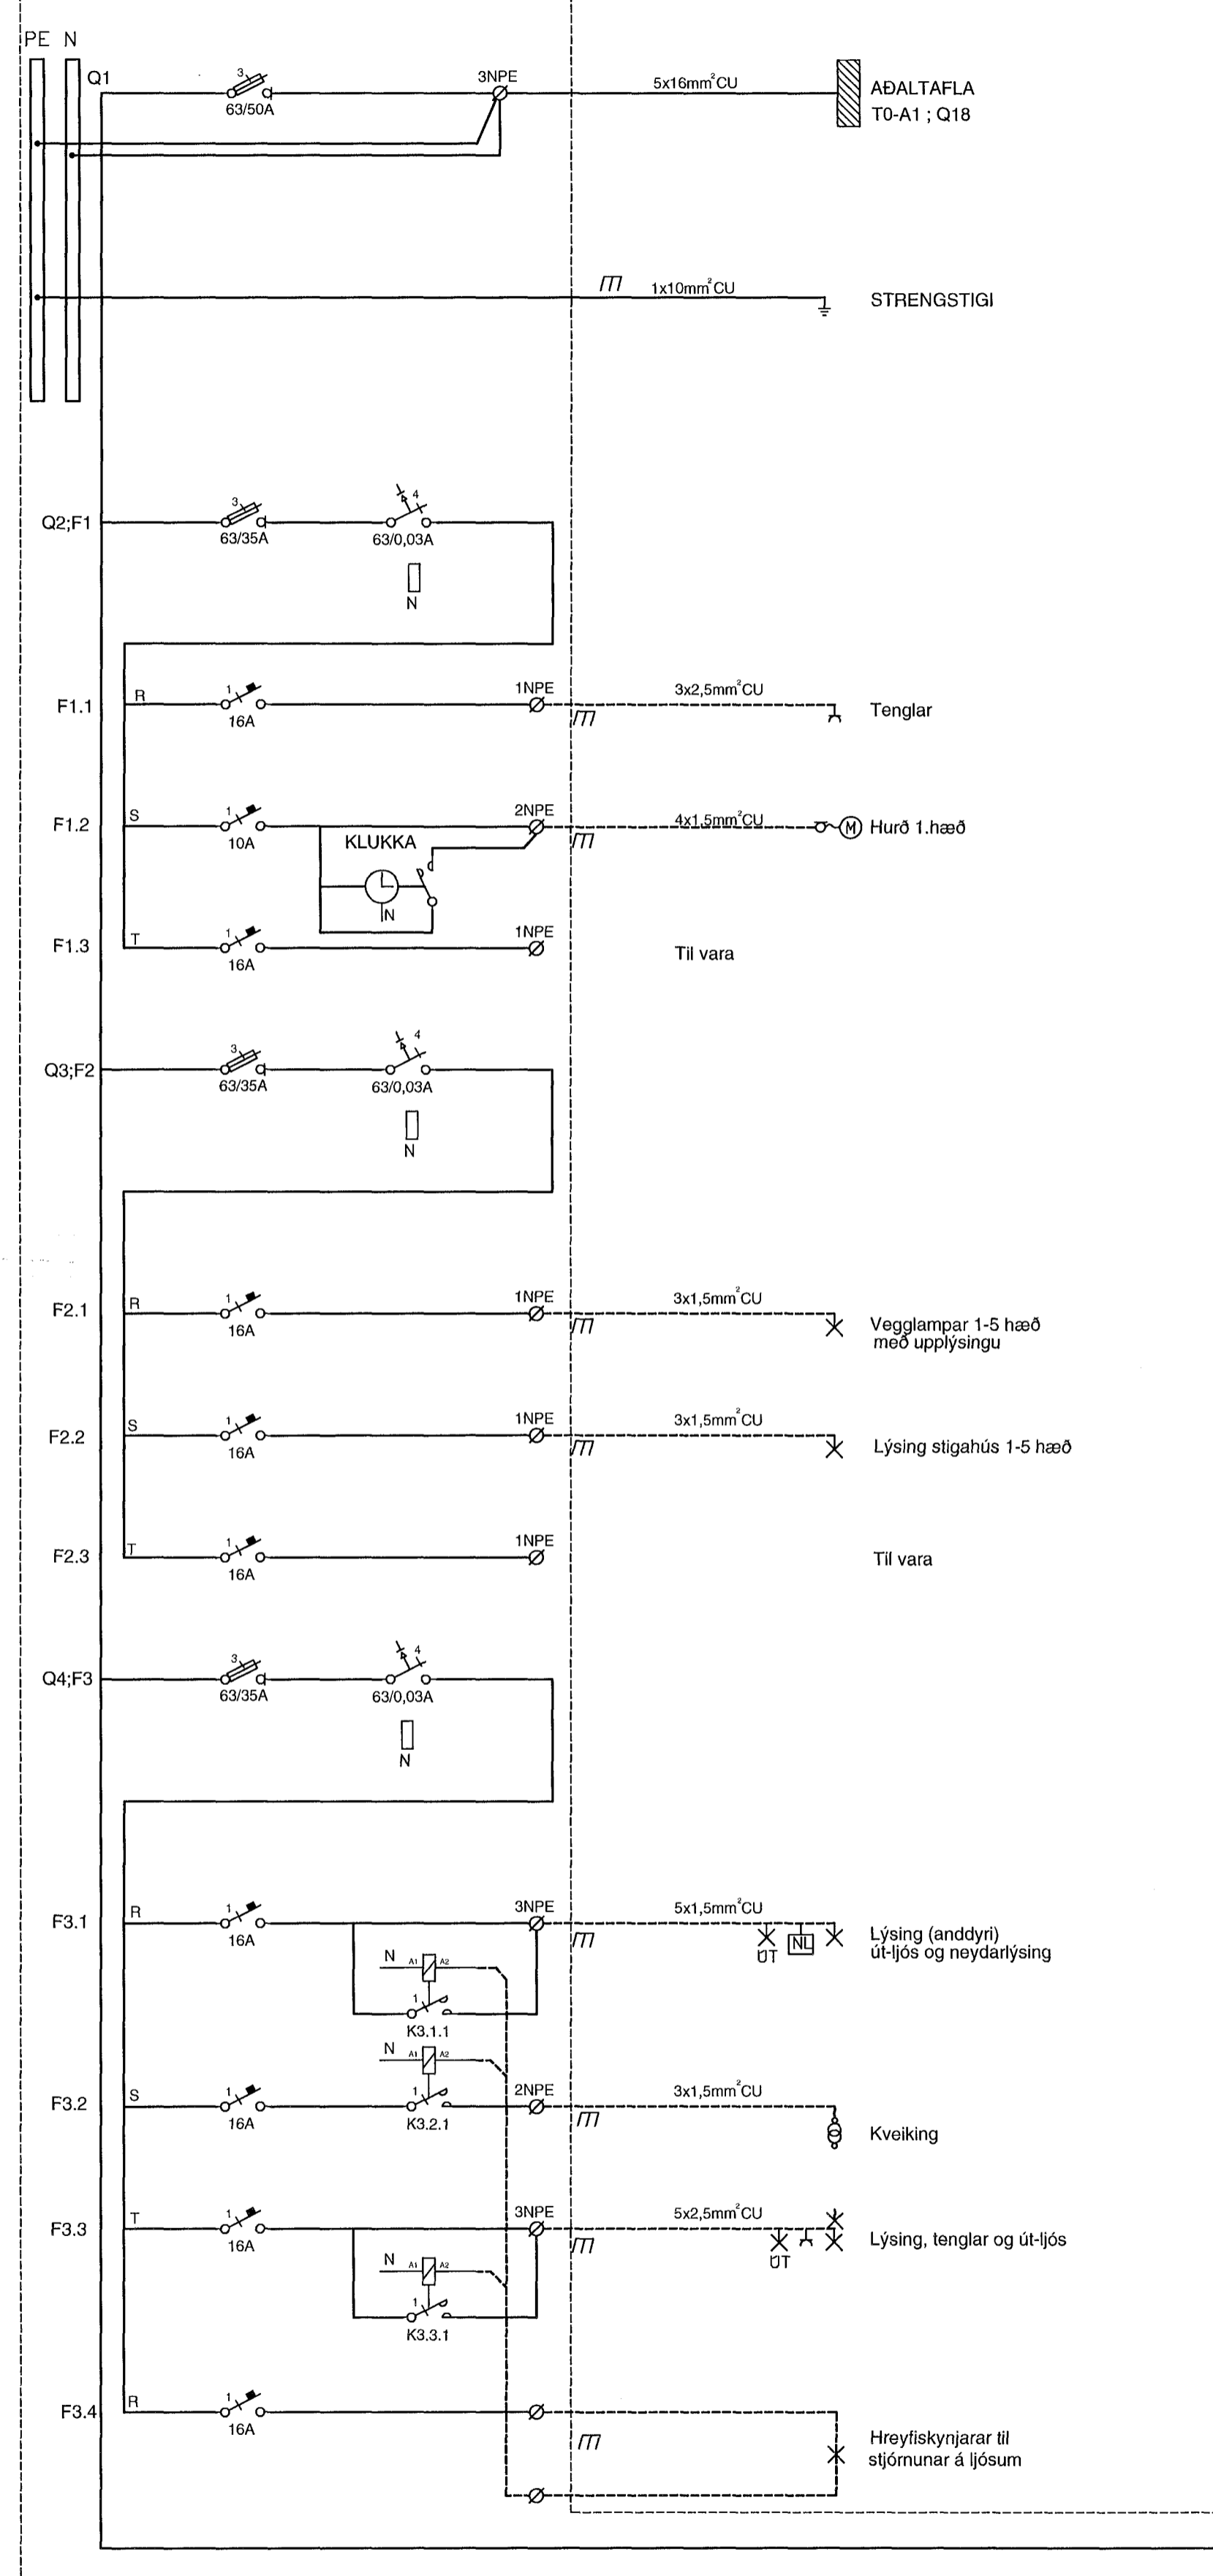 PE N
Q1
3
63/50A
3NPE
5x16mm²CU
AÐALTAFLA
T0-A1 ; Q18
1x10mm²CU
STRENGSTIGI
Q2;F1
3
63/35A
4
63/0,03A
N
F1.1
R
1
16A
1NPE
3x2,5mm²CU
Tenglar
F1.2
S
1
10A
KLUKKA
N
2NPE
4x1,5mm²CU
M
Hurð 1.hæð
F1.3
T
1
16A
1NPE
Til vara
Q3;F2
3
63/35A
4
63/0,03A
N
F2.1
R
1
16A
1NPE
3x1,5mm²CU
Vegglampar 1-5 hæð
með upplýsingu
F2.2
S
1
16A
1NPE
3x1,5mm²CU
Lýsing stigahús 1-5 hæð
F2.3
T
1
16A
1NPE
Til vara
Q4;F3
3
63/35A
4
63/0,03A
N
F3.1
R
1
16A
3NPE
5x1,5mm²CU
ÚT
NL
Lýsing (anddyri)
út-ljós og neydarlýsing
N A1 A2
1
K3.1.1
N A1 A2
F3.2
S
1
16A
1
K3.2.1
2NPE
3x1,5mm²CU
Kveiking
F3.3
T
1
16A
3NPE
5x2,5mm²CU
ÚT
Lýsing, tenglar og út-ljós
N A1 A2
1
K3.3.1
F3.4
R
1
16A
Hreyfiskynjarar til
stjórnunar á ljósum